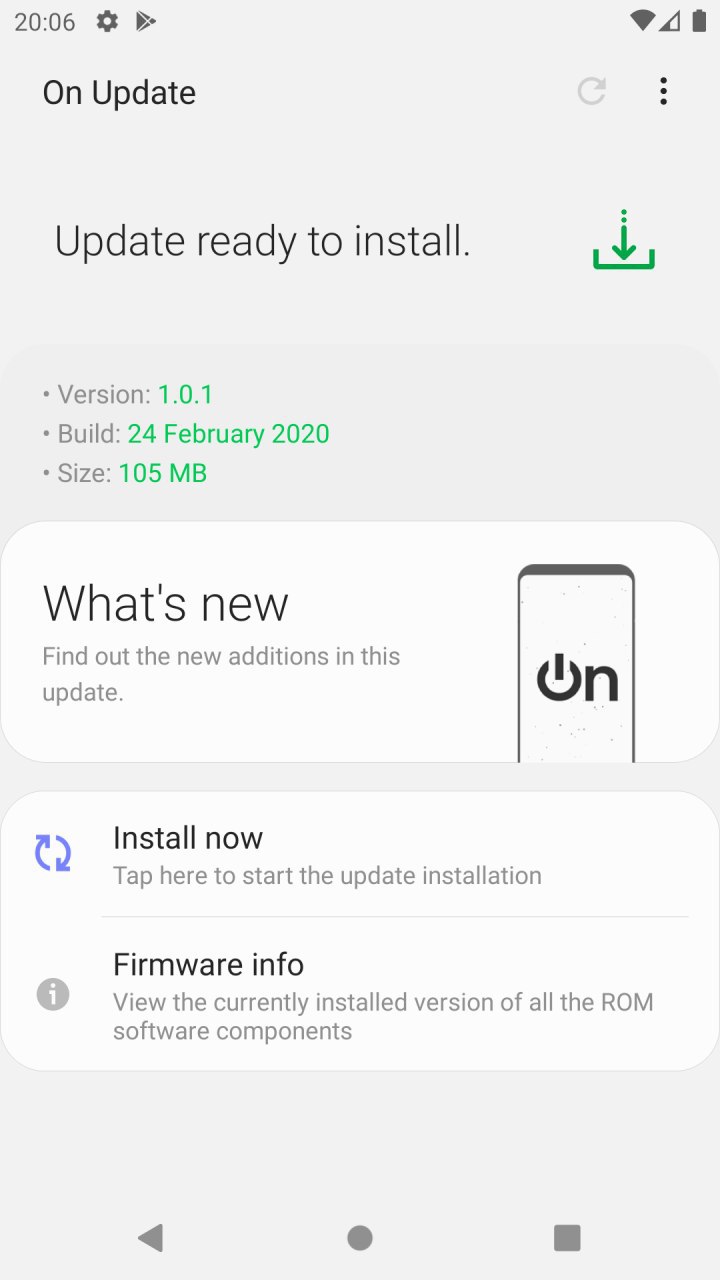 20:06
On Update
Update ready to install.
• Version: 1.0.1
• Build: 24 February 2020
• Size: 105 MB
What's new
Find out the new additions in this
update.
On
Install now
Tap here to start the update installation
Firmware info
View the currently installed version of all the ROM
software components